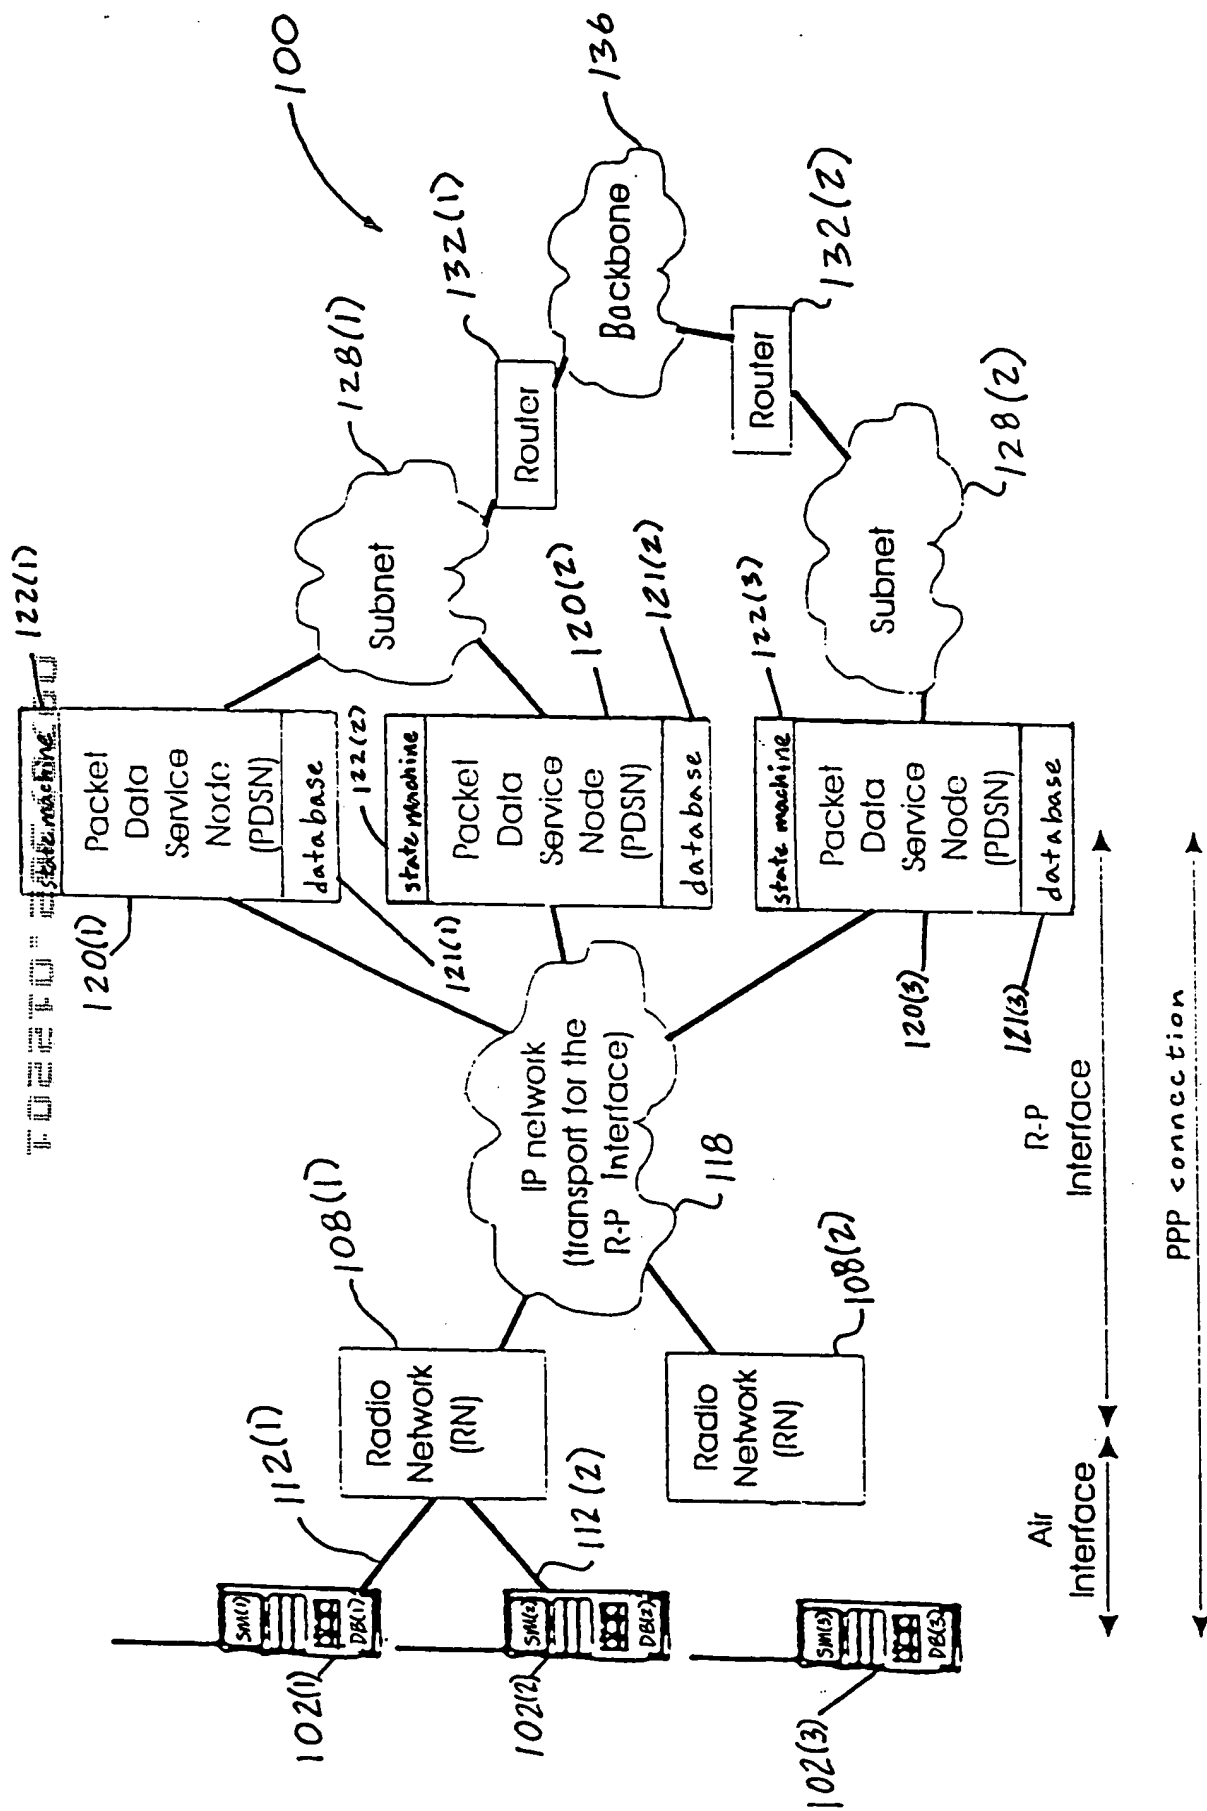 100
122(1)
state machine
Packet
Data
Service
Node
(PDSN)
database
120(1)
121(1)
122(2)
state machine
Packet
Data
Service
Node
(PDSN)
database
120(2)
121(2)
122(3)
state machine
Packet
Data
Service
Node
(PDSN)
database
120(3)
121(3)
Subnet
128(1)
Router
132(1)
Backbone
136
Router
132(2)
Subnet
128(2)
IP network
(transport for the
R-P Interface)
118
Radio
Network
(RN)
108(1)
Radio
Network
(RN)
108(2)
112(1)
112(2)
SM(1)
DB(1)
102(1)
SM(2)
DB(2)
102(2)
SM(3)
DB(3)
102(3)
Air
Interface
R-P
Interface
PPP connection